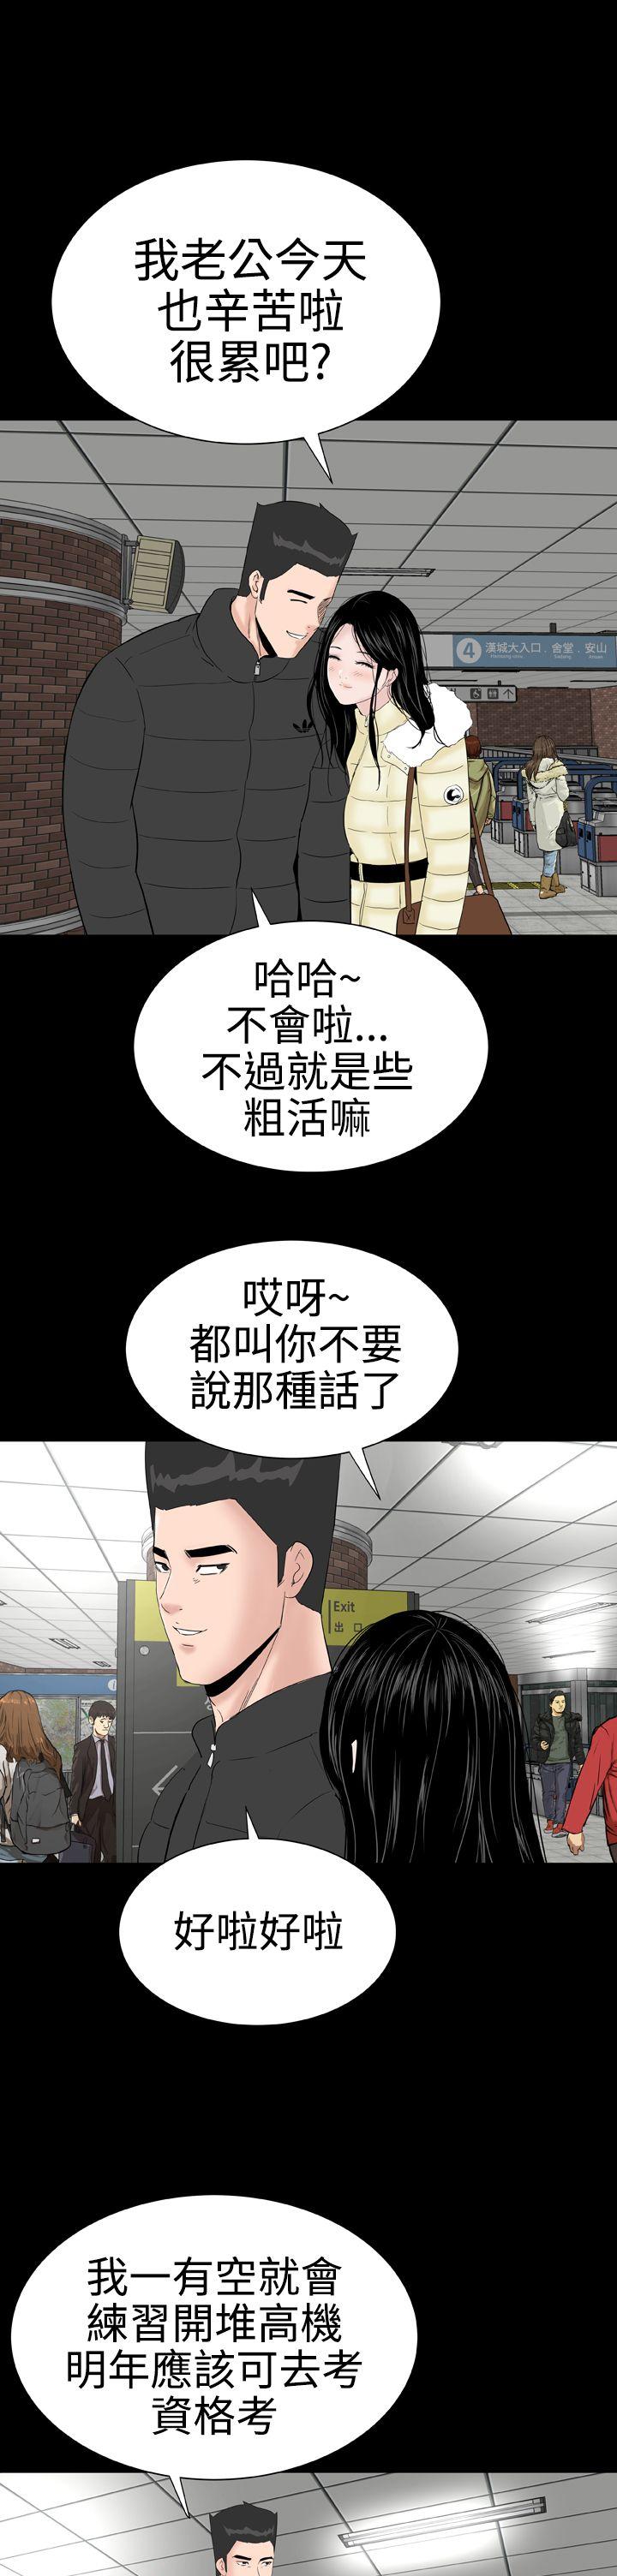 我老公今天
也辛苦啦
很累吧?
4 漢城大入口．舍堂．安山
哈哈~
不會啦...
不過就是些
粗活嘛
哎呀~
都叫你不要
說那種話了
Exit
出口
好啦好啦
我一有空就會
練習開堆高機
明年應該可去考
資格考